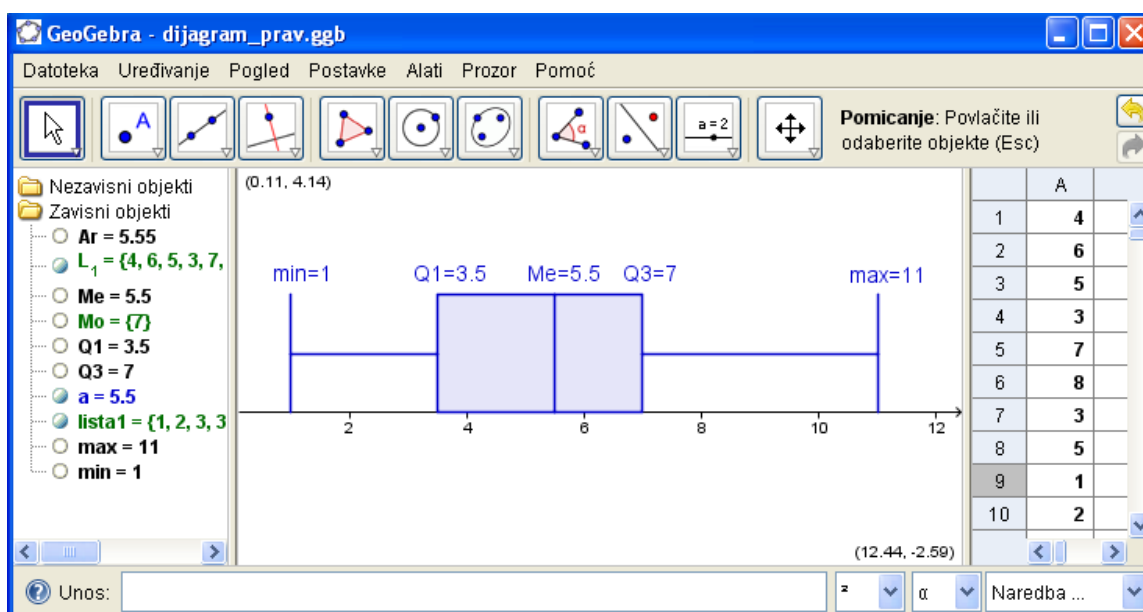 GeoGebra - dijagram_prav.ggb
Datoteka Uređivanje Pogled Postavke Alati Prozor Pomoć
A
α
a = 2
Pomicanje: Povlačite ili
odaberite objekte (Esc)
Nezavisni objekti
Zavisni objekti
Ar = 5.55
L1 = {4, 6, 5, 3, 7,
Me = 5.5
Mo = {7}
Q1 = 3.5
Q3 = 7
a = 5.5
lista1 = {1, 2, 3, 3
max = 11
min = 1
(0.11, 4.14)
min=1 Q1=3.5 Me=5.5 Q3=7 max=11
2 4 6 8 10 12
(12.44, -2.59)
A
1 4
2 6
3 5
4 3
5 7
6 8
7 3
8 5
9 1
10 2
Unos: ² α Naredba ...